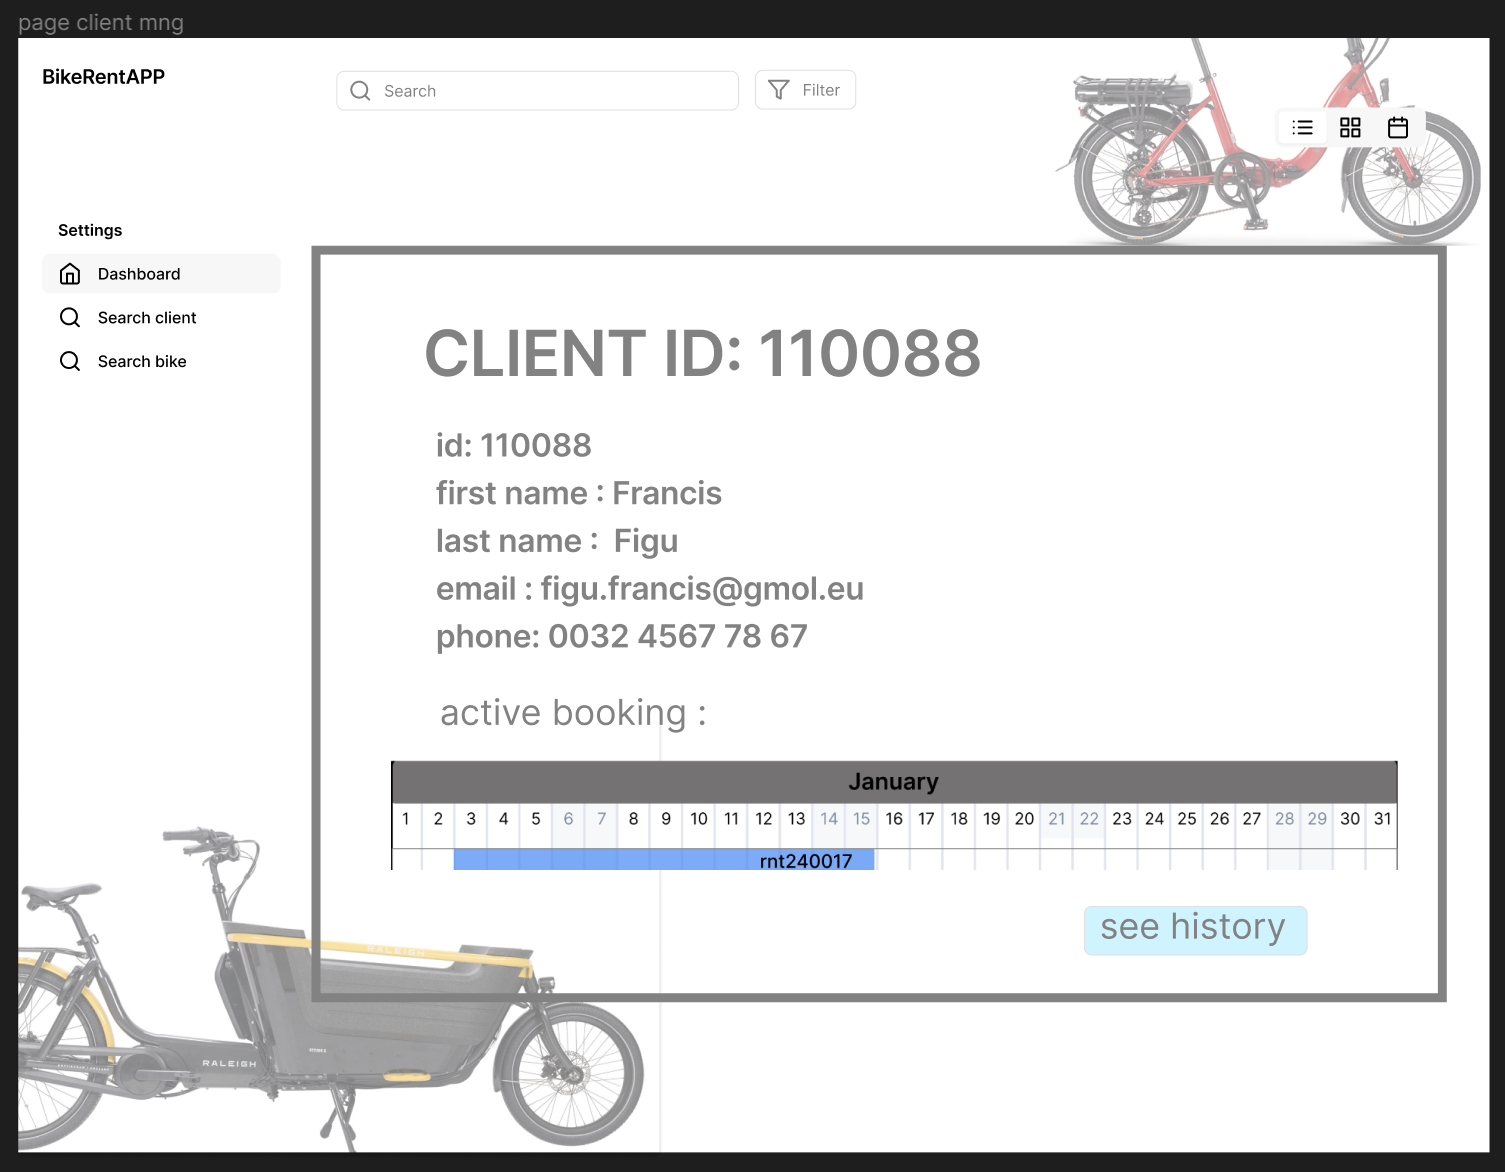 page client mng
BikeRentAPP
Search
Filter
Settings
Dashboard
Search client
Search bike
CLIENT ID: 110088
id: 110088
first name : Francis
last name :  Figu
email : figu.francis@gmol.eu
phone: 0032 4567 78 67
active booking :
January
1 2 3 4 5 6 7 8 9 10 11 12 13 14 15 16 17 18 19 20 21 22 23 24 25 26 27 28 29 30 31
rnt240017
see history
RALEIGH
RALEIGH